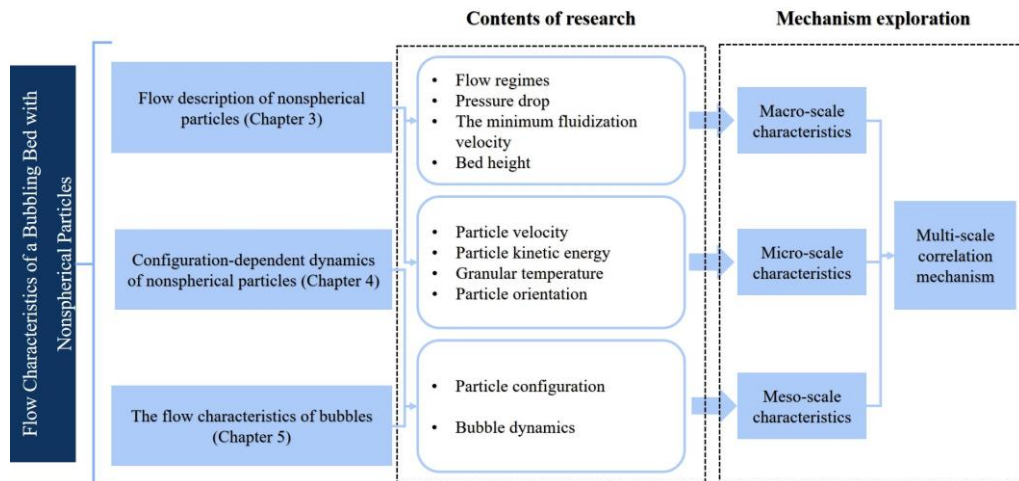 Contents of research
Mechanism exploration
Flow Characteristics of a Bubbling Bed with
Nonspherical Particles
Flow description of nonspherical
particles (Chapter 3)
• Flow regimes
• Pressure drop
• The minimum fluidization
velocity
• Bed height
Macro-scale
characteristics
Configuration-dependent dynamics
of nonspherical particles (Chapter 4)
• Particle velocity
• Particle kinetic energy
• Granular temperature
• Particle orientation
Micro-scale
characteristics
Multi-scale
correlation
mechanism
The flow characteristics of bubbles
(Chapter 5)
• Particle configuration
• Bubble dynamics
Meso-scale
characteristics